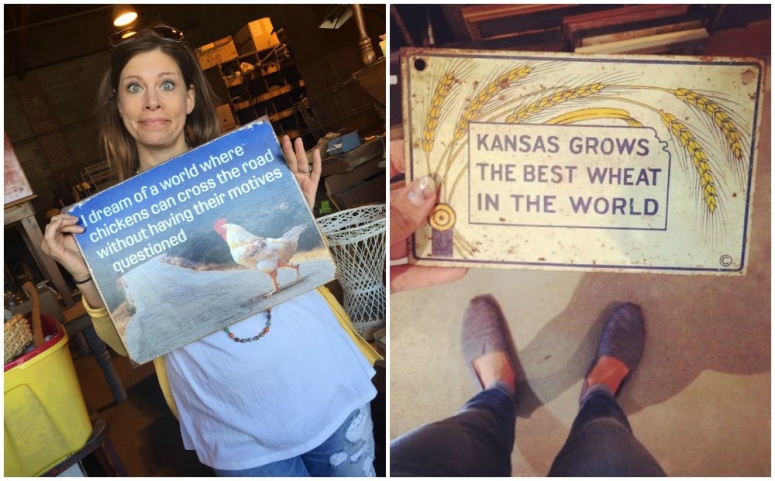 I dream of a world where
chickens can cross the road
without having their motives
questioned
KANSAS GROWS
THE BEST WHEAT
IN THE WORLD
©